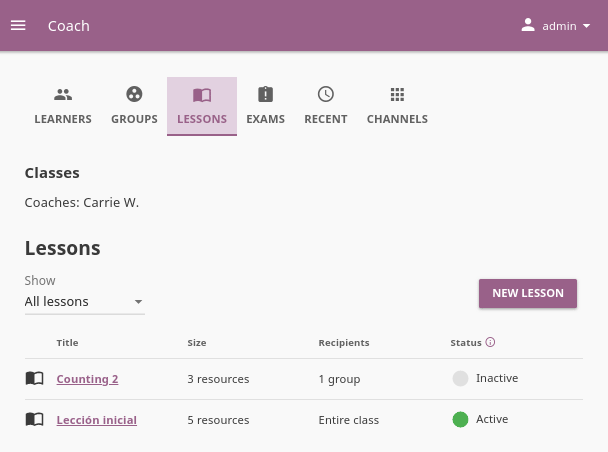 Coach
admin
LEARNERS GROUPS LESSONS EXAMS RECENT CHANNELS
Classes
Coaches: Carrie W.
Lessons
Show
All lessons
NEW LESSON
Title Size Recipients Status
Counting 2 3 resources 1 group Inactive
Lección inicial 5 resources Entire class Active